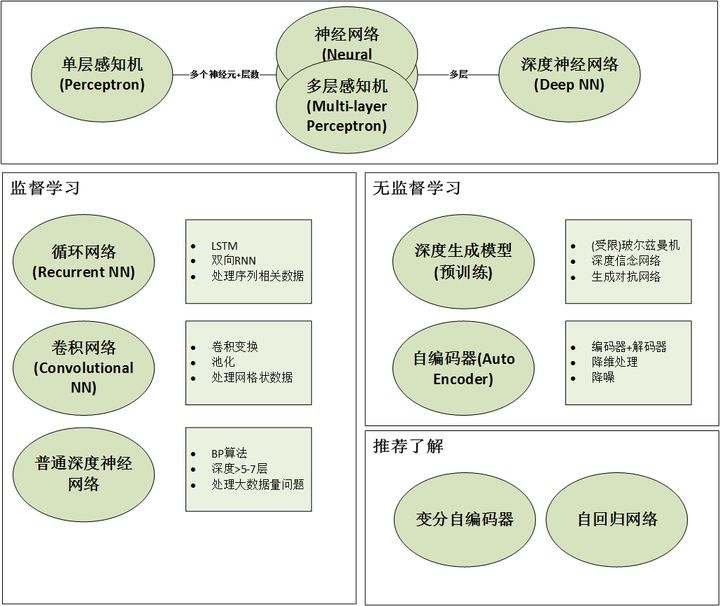 单层感知机
(Perceptron)
多个神经元+层数
神经网络
(Neural
多层感知机
(Multi-layer
Perceptron)
多层
深度神经网络
(Deep NN)
监督学习
循环网络
(Recurrent NN)
• LSTM
• 双向RNN
• 处理序列相关数据
卷积网络
(Convolutional
NN)
• 卷积变换
• 池化
• 处理网格状数据
普通深度神经
网络
• BP算法
• 深度>5-7层
• 处理大数据量问题
无监督学习
深度生成模型
(预训练)
• (受限)玻尔兹曼机
• 深度信念网络
• 生成对抗网络
自编码器(Auto
Encoder)
• 编码器+解码器
• 降维处理
• 降噪
推荐了解
变分自编码器
自回归网络